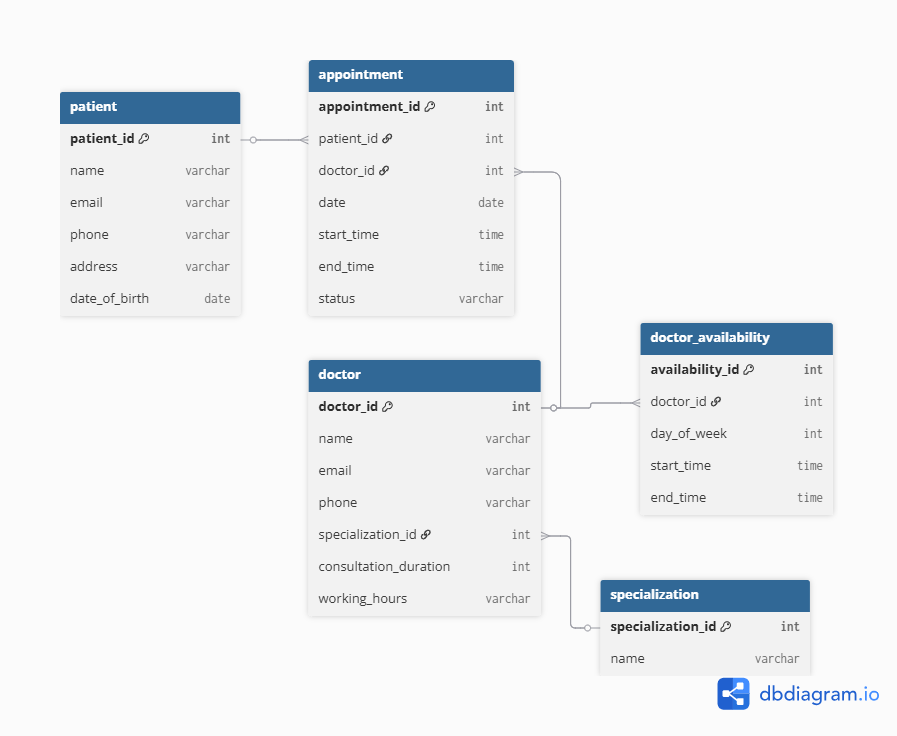 patient
patient_id int
name varchar
email varchar
phone varchar
address varchar
date_of_birth date
appointment
appointment_id int
patient_id int
doctor_id int
date date
start_time time
end_time time
status varchar
doctor
doctor_id int
name varchar
email varchar
phone varchar
specialization_id int
consultation_duration int
working_hours varchar
doctor_availability
availability_id int
doctor_id int
day_of_week int
start_time time
end_time time
specialization
specialization_id int
name varchar
dbdiagram.io